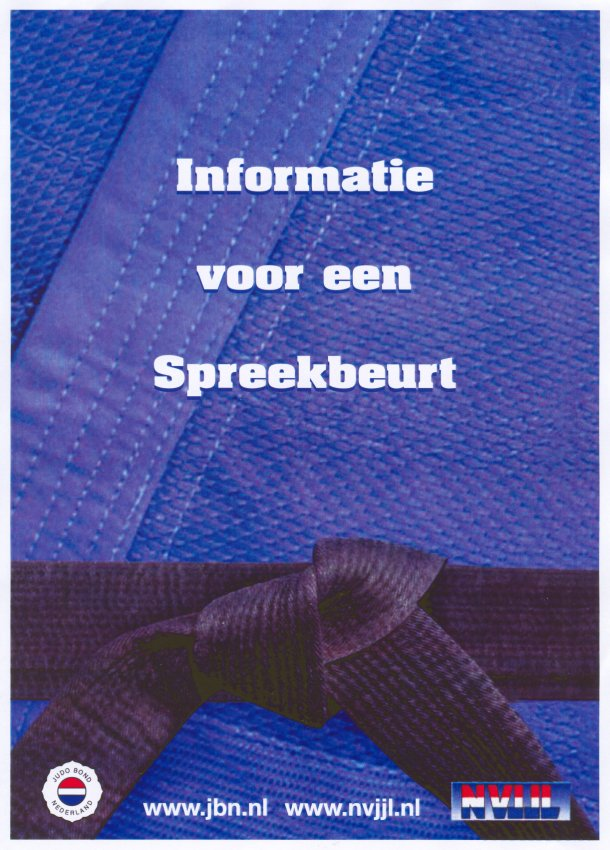 Informatie
voor een
Spreekbeurt
JUDO BOND
NEDERLAND
www.jbn.nl www.nvjjl.nl
NVJJL